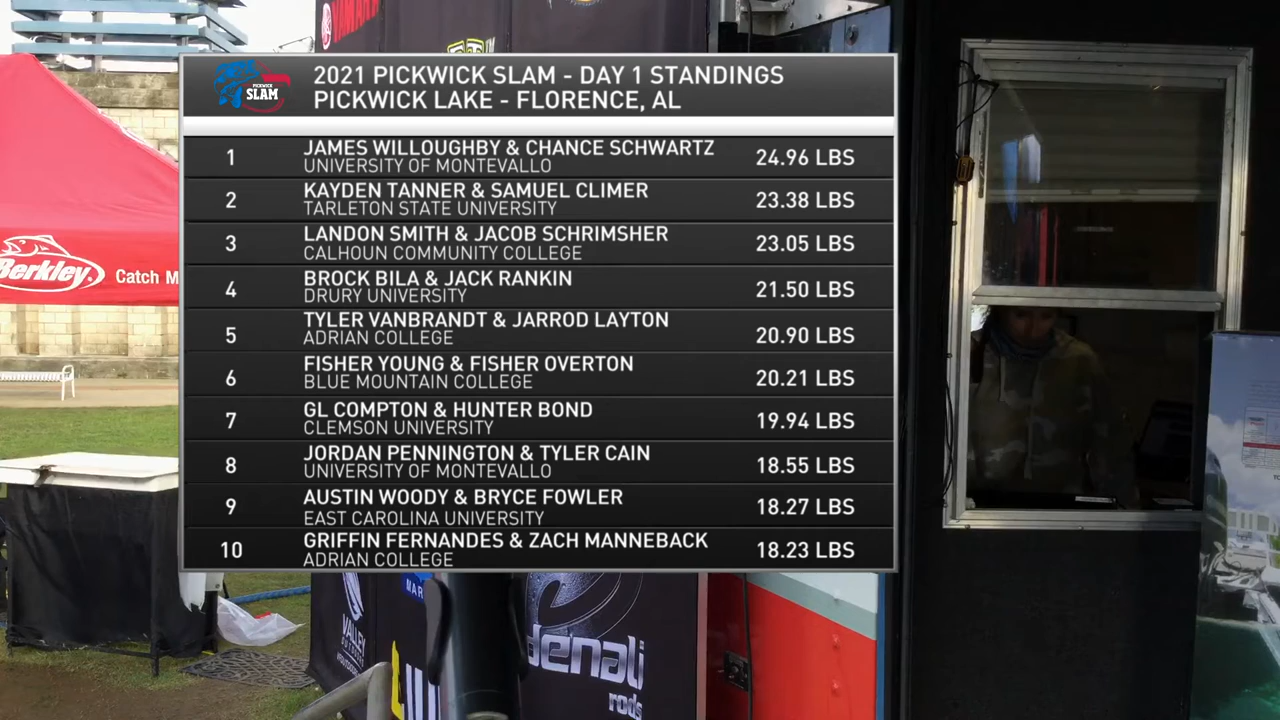 YAMAHA
2021 PICKWICK SLAM - DAY 1 STANDINGS
PICKWICK LAKE - FLORENCE, AL
PICKWICK
SLAM
1 JAMES WILLOUGHBY & CHANCE SCHWARTZ 24.96 LBS
UNIVERSITY OF MONTEVALLO
2 KAYDEN TANNER & SAMUEL CLIMER 23.38 LBS
TARLETON STATE UNIVERSITY
3 LANDON SMITH & JACOB SCHRIMSHER 23.05 LBS
CALHOUN COMMUNITY COLLEGE
4 BROCK BILA & JACK RANKIN 21.50 LBS
DRURY UNIVERSITY
5 TYLER VANBRANDT & JARROD LAYTON 20.90 LBS
ADRIAN COLLEGE
6 FISHER YOUNG & FISHER OVERTON 20.21 LBS
BLUE MOUNTAIN COLLEGE
7 GL COMPTON & HUNTER BOND 19.94 LBS
CLEMSON UNIVERSITY
8 JORDAN PENNINGTON & TYLER CAIN 18.55 LBS
UNIVERSITY OF MONTEVALLO
9 AUSTIN WOODY & BRYCE FOWLER 18.27 LBS
EAST CAROLINA UNIVERSITY
10 GRIFFIN FERNANDES & ZACH MANNEBACK 18.23 LBS
ADRIAN COLLEGE
Berkley
Catch M
MAR
VALLEY
denali
rods